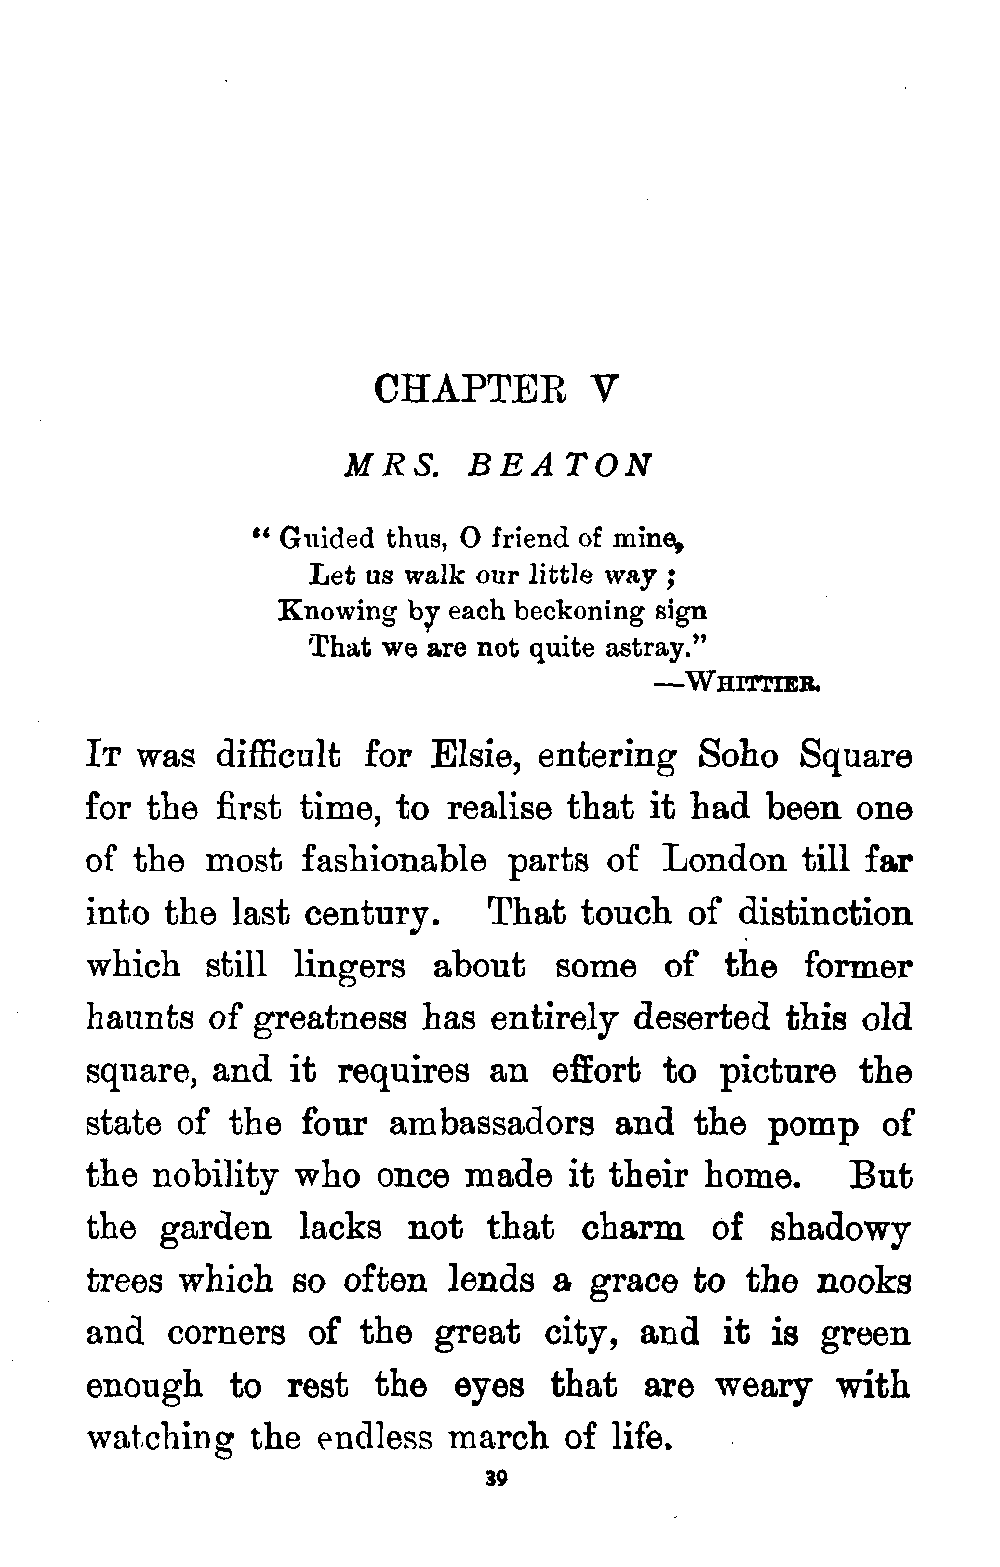 CHAPTER V
MRS. BEATON
“ Guided thus, O friend of mine,
Let us walk our little way ;
Knowing by each beckoning sign
That we are not quite astray.”
—WHITTIER.
IT was difficult for Elsie, entering Soho Square
for the first time, to realise that it had been one
of the most fashionable parts of London till far
into the last century. That touch of distinction
which still lingers about some of the former
haunts of greatness has entirely deserted this old
square, and it requires an effort to picture the
state of the four ambassadors and the pomp of
the nobility who once made it their home. But
the garden lacks not that charm of shadowy
trees which so often lends a grace to the nooks
and corners of the great city, and it is green
enough to rest the eyes that are weary with
watching the endless march of life.
39